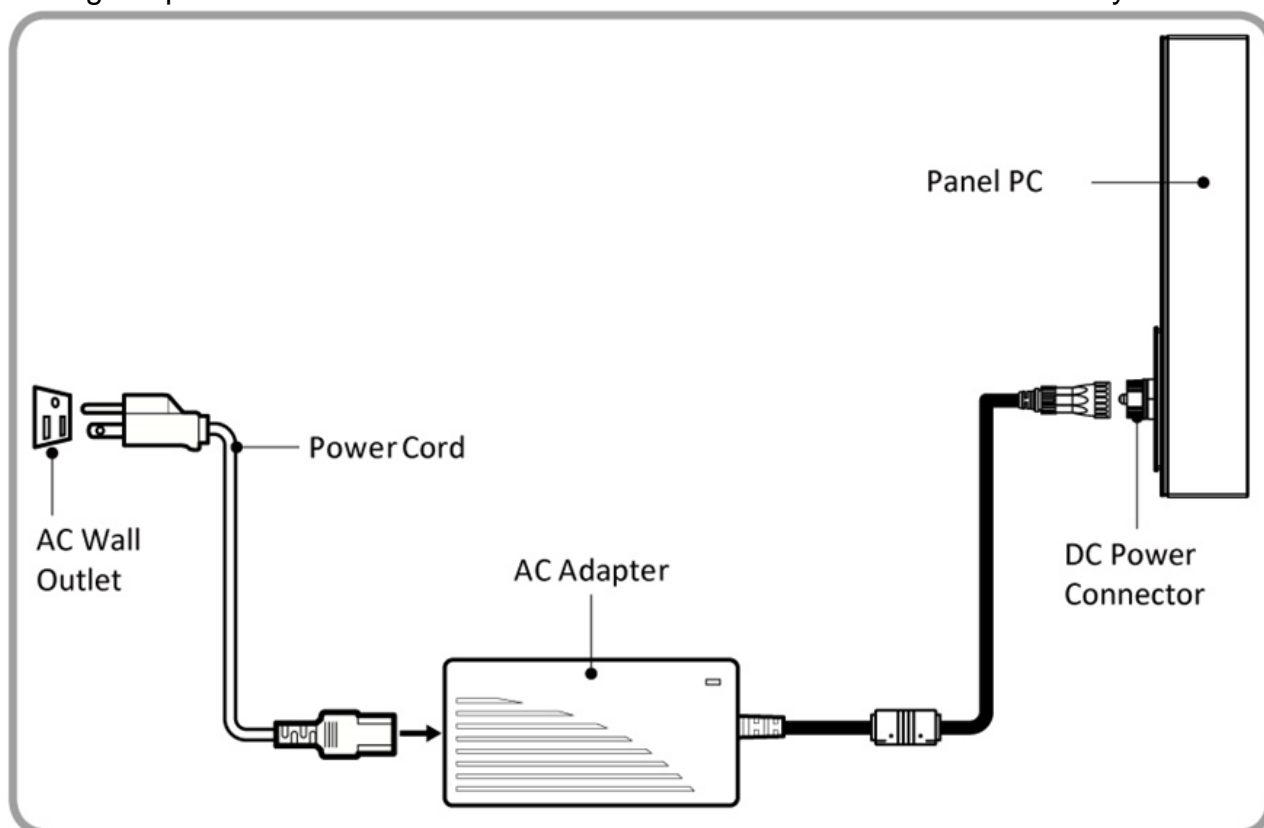 Panel PC
Power Cord
AC Wall
Outlet
AC Adapter
DC Power
Connector